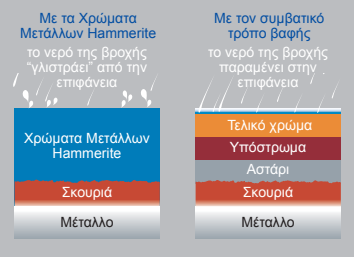 Με τα Χρώματα
Μετάλλων Hammerite
το νερό της βροχής
“γλιστράει” από την
επιφάνεια
Χρώματα Μετάλλων
Hammerite
Σκουριά
Μέταλλο
Με τον συμβατικό
τρόπο βαφής
το νερό της βροχής
παραμένει στην
επιφάνεια
Τελικό χρώμα
Υπόστρωμα
Αστάρι
Σκουριά
Μέταλλο